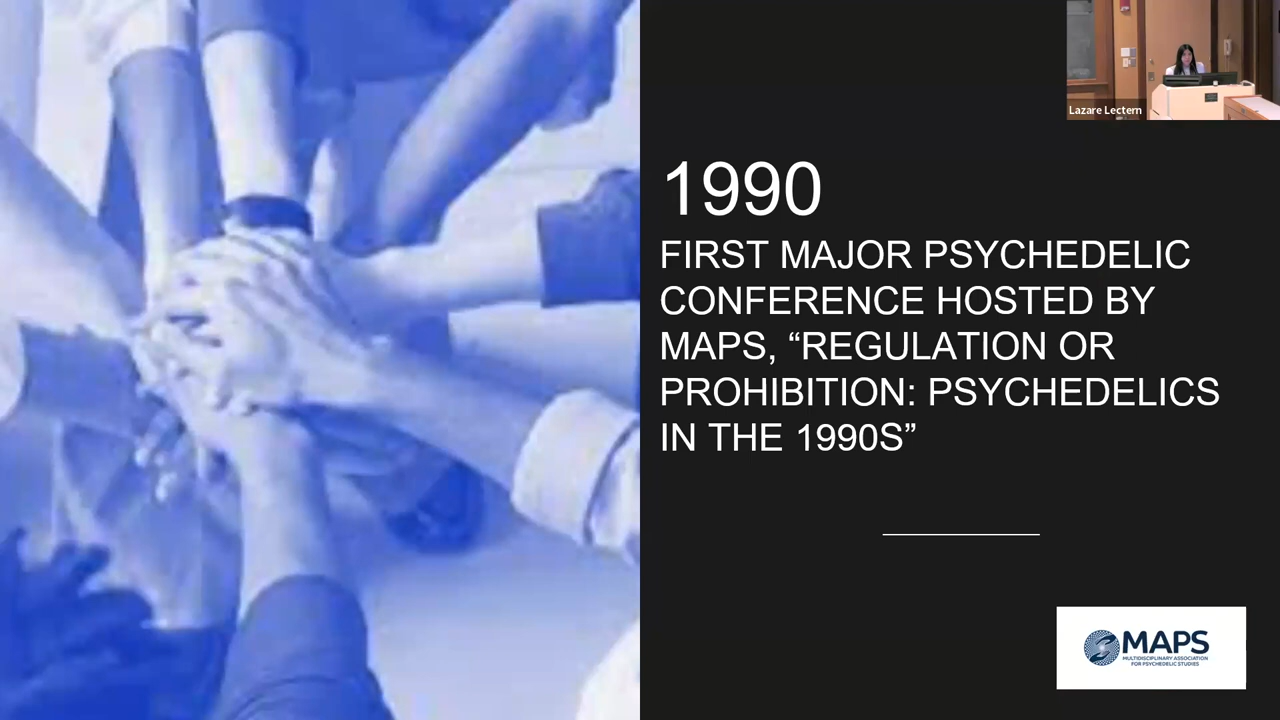 Lazare Lectern
1990
FIRST MAJOR PSYCHEDELIC
CONFERENCE HOSTED BY
MAPS, “REGULATION OR
PROHIBITION: PSYCHEDELICS
IN THE 1990S”
MAPS
MULTIDISCIPLINARY ASSOCIATION
FOR PSYCHEDELIC STUDIES